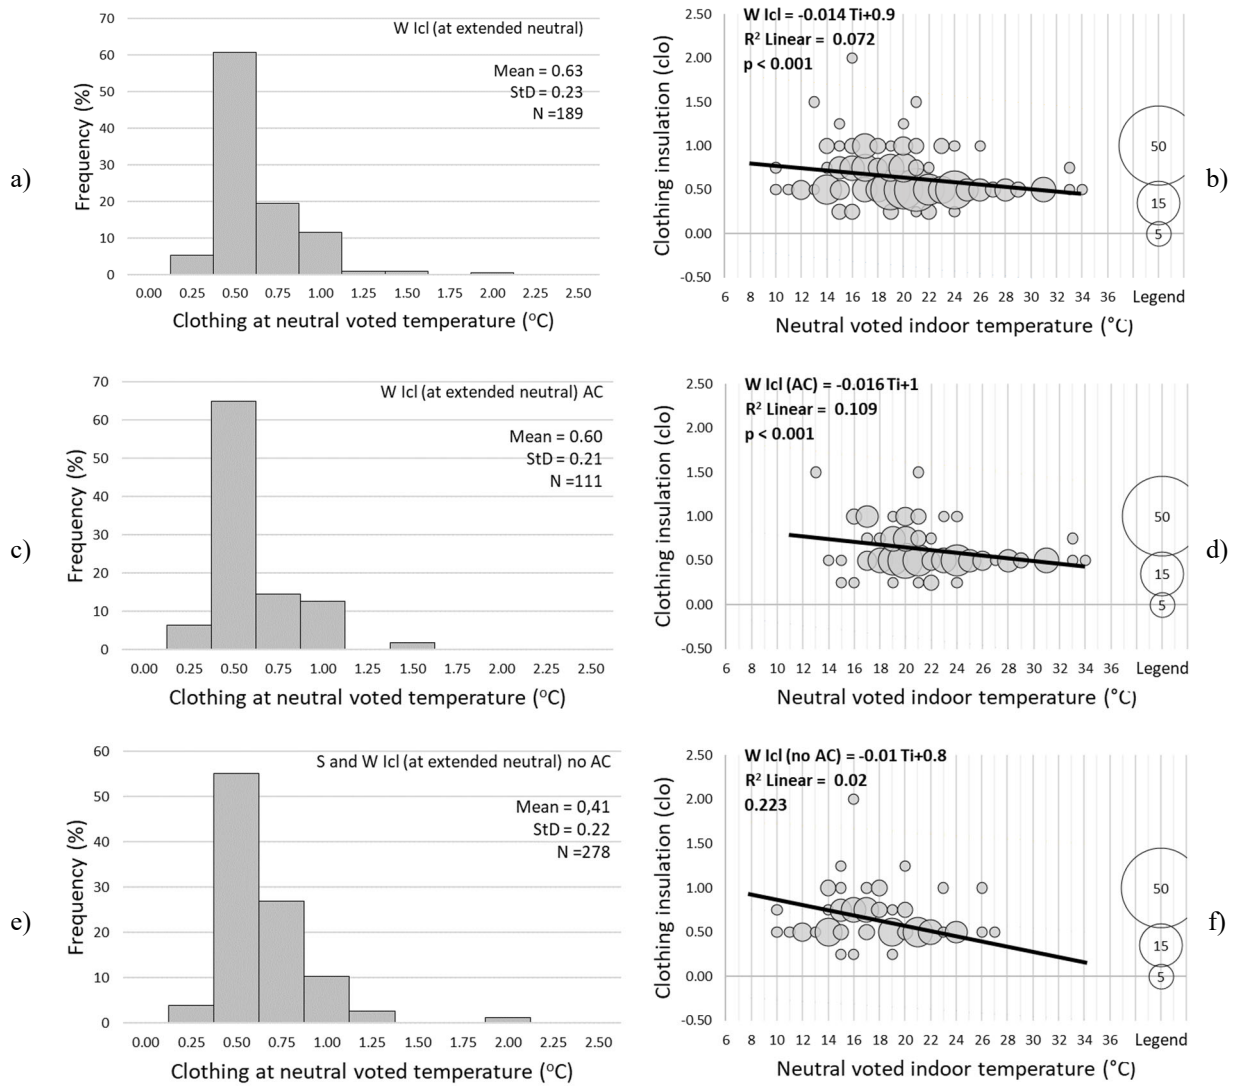 a)
W Icl (at extended neutral)
Mean = 0.63
StD = 0.23
N =189
Frequency (%)
70
60
50
40
30
20
10
0
0.00 0.25 0.50 0.75 1.00 1.25 1.50 1.75 2.00 2.25 2.50
Clothing at neutral voted temperature (°C)
b)
W Icl = -0.014 Ti+0.9
R² Linear = 0.072
p < 0.001
Clothing insulation (clo)
2.50
2.00
1.50
1.00
0.50
0.00
-0.50
50
15
5
6 8 10 12 14 16 18 20 22 24 26 28 30 32 34 36 Legend
Neutral voted indoor temperature (°C)
c)
W Icl (at extended neutral) AC
Mean = 0.60
StD = 0.21
N =111
Frequency (%)
70
60
50
40
30
20
10
0
0.00 0.25 0.50 0.75 1.00 1.25 1.50 1.75 2.00 2.25 2.50
Clothing at neutral voted temperature (°C)
d)
W Icl (AC) = -0.016 Ti+1
R² Linear = 0.109
p < 0.001
Clothing insulation (clo)
2.50
2.00
1.50
1.00
0.50
0.00
-0.50
50
15
5
6 8 10 12 14 16 18 20 22 24 26 28 30 32 34 36 Legend
Neutral voted indoor temperature (°C)
e)
S and W Icl (at extended neutral) no AC
Mean = 0,41
StD = 0.22
N =278
Frequency (%)
60
50
40
30
20
10
0
0.00 0.25 0.50 0.75 1.00 1.25 1.50 1.75 2.00 2.25 2.50
Clothing at neutral voted temperature (°C)
f)
W Icl (no AC) = -0.01 Ti+0.8
R² Linear = 0.02
0.223
Clothing insulation (clo)
2.50
2.00
1.50
1.00
0.50
0.00
-0.50
50
15
5
6 8 10 12 14 16 18 20 22 24 26 28 30 32 34 36 Legend
Neutral voted indoor temperature (°C)